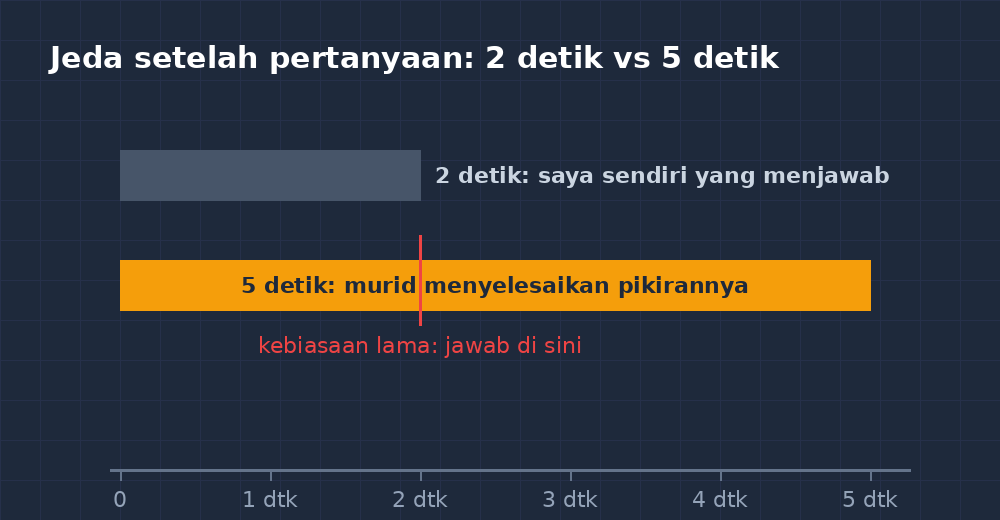 Jeda setelah pertanyaan: 2 detik vs 5 detik
2 detik: saya sendiri yang menjawab
5 detik: murid menyelesaikan pikirannya
kebiasaan lama: jawab di sini
0 1 dtk 2 dtk 3 dtk 4 dtk 5 dtk